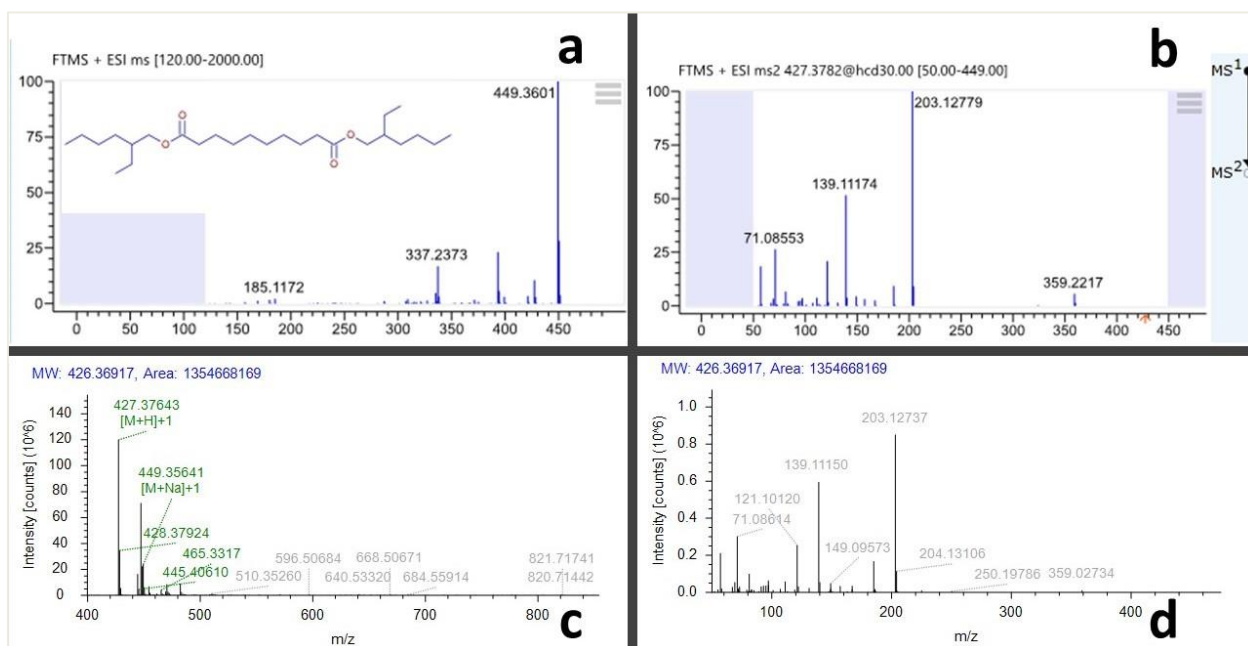 a
FTMS + ESI ms [120.00-2000.00]
100
75
50
25
0
449.3601
337.2373
185.1172
O
O
O
O
0 50 100 150 200 250 300 350 400 450
b
FTMS + ESI ms2 427.3782@hcd30.00 [50.00-449.00]
100
75
50
25
0
203.12779
139.11174
71.08553
359.2217
0 50 100 150 200 250 300 350 400 450
MS1
MS2
MW: 426.36917, Area: 1354668169
Intensity [counts] (10^6)
140
120
100
80
60
40
20
0
427.37643
[M+H]+1
449.35641
[M+Na]+1
428.37924
465.3317
445.40610
510.35260
596.50684
640.53320
668.50671
684.55914
821.71741
820.71442
400 500 600 700 800
m/z
c
MW: 426.36917, Area: 1354668169
Intensity [counts] (10^6)
1.0
0.8
0.6
0.4
0.2
0.0
203.12737
139.11150
121.10120
71.08614
149.09573
204.13106
250.19786
359.02734
100 200 300 400
m/z
d